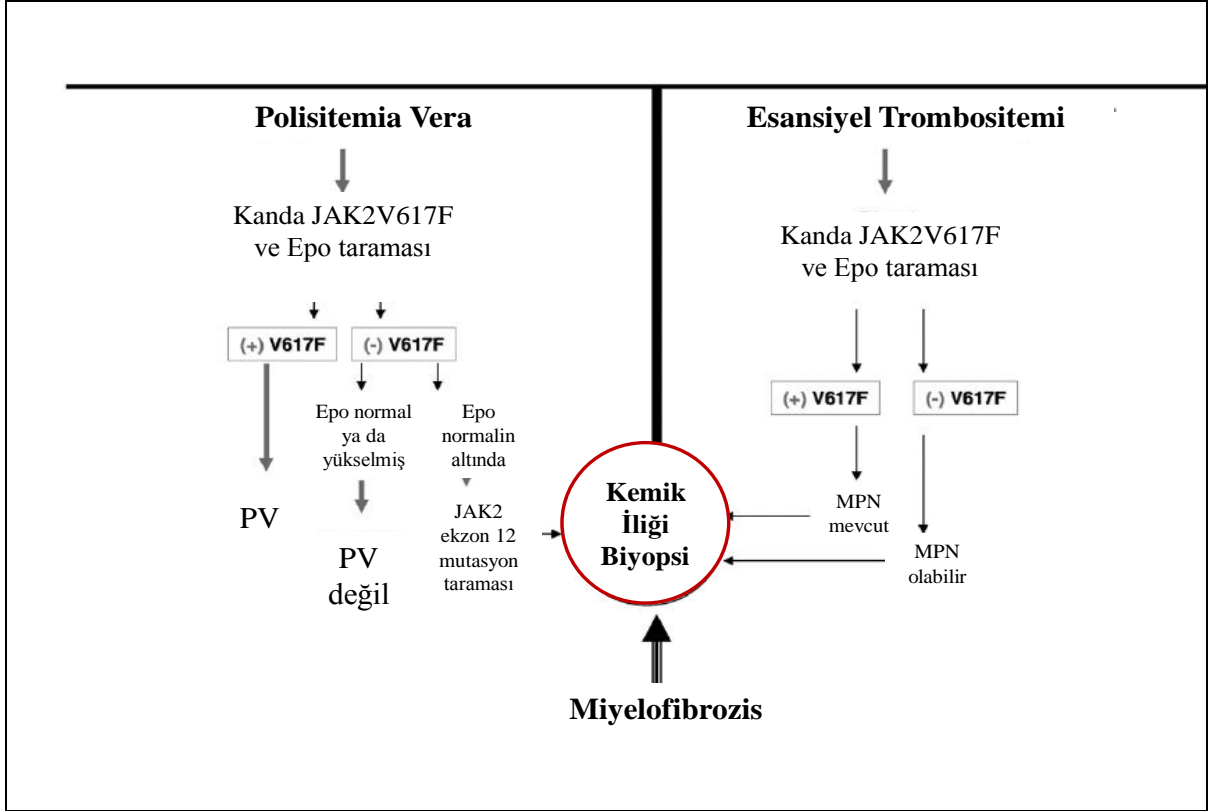 Polisitemia Vera
Kanda JAK2V617F
ve Epo taraması
(+) V617F
(-) V617F
Epo normal
ya da
yükselmiş
Epo
normalin
altında
PV
PV
değil
JAK2
ekzon 12
mutasyon
taraması
Kemik
İliği
Biyopsi
Esansiyel Trombositemi
Kanda JAK2V617F
ve Epo taraması
(+) V617F
(-) V617F
MPN
mevcut
MPN
olabilir
Miyelofibrozis